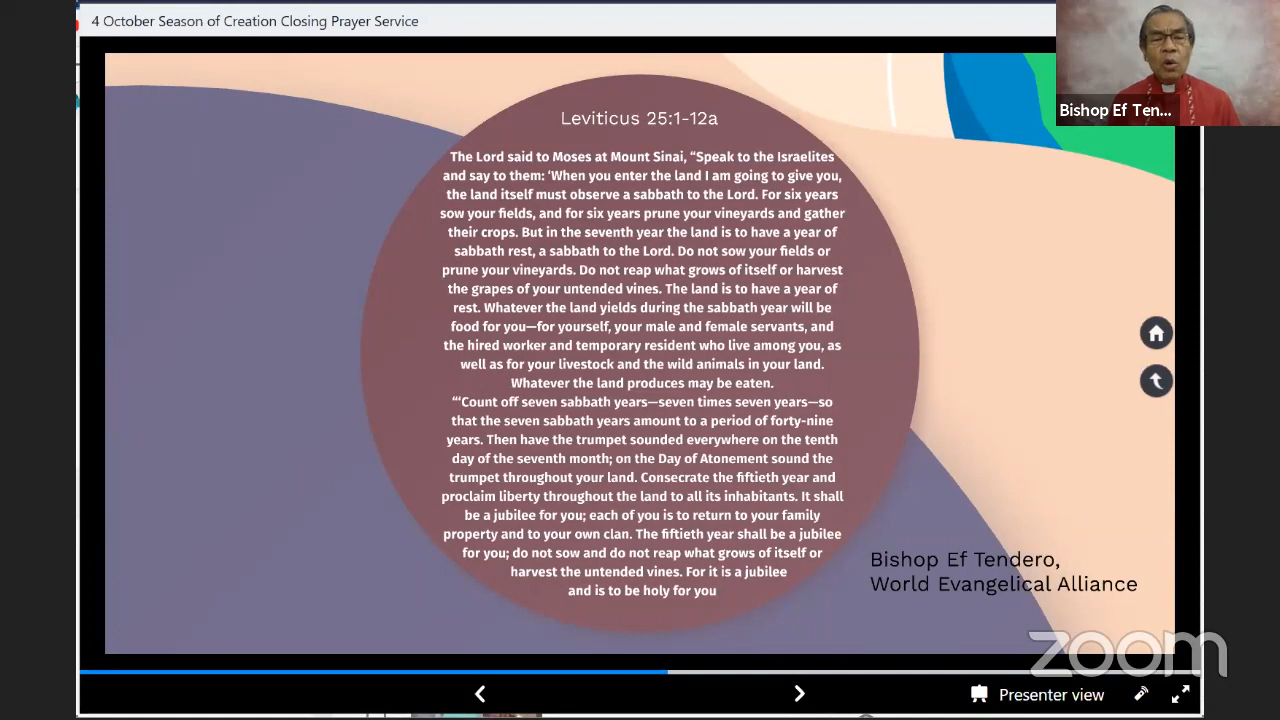 4 October Season of Creation Closing Prayer Service
Bishop Ef Ten...
Leviticus 25:1-12a
The Lord said to Moses at Mount Sinai, “Speak to the Israelites
and say to them: ‘When you enter the land I am going to give you,
the land itself must observe a sabbath to the Lord. For six years
sow your fields, and for six years prune your vineyards and gather
their crops. But in the seventh year the land is to have a year of
sabbath rest, a sabbath to the Lord. Do not sow your fields or
prune your vineyards. Do not reap what grows of itself or harvest
the grapes of your untended vines. The land is to have a year of
rest. Whatever the land yields during the sabbath year will be
food for you—for yourself, your male and female servants, and
the hired worker and temporary resident who live among you, as
well as for your livestock and the wild animals in your land.
Whatever the land produces may be eaten.
“‘Count off seven sabbath years—seven times seven years—so
that the seven sabbath years amount to a period of forty-nine
years. Then have the trumpet sounded everywhere on the tenth
day of the seventh month; on the Day of Atonement sound the
trumpet throughout your land. Consecrate the fiftieth year and
proclaim liberty throughout the land to all its inhabitants. It shall
be a jubilee for you; each of you is to return to your family
property and to your own clan. The fiftieth year shall be a jubilee
for you; do not sow and do not reap what grows of itself or
harvest the untended vines. For it is a jubilee
and is to be holy for you
Bishop Ef Tendero,
World Evangelical Alliance
zoom
Presenter view